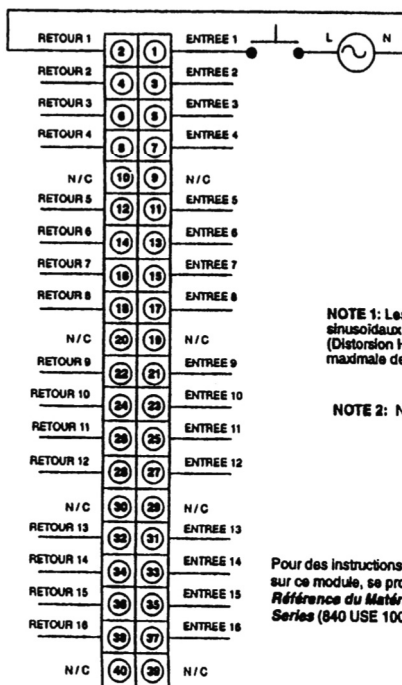 L N
RETOUR 1 2 1 ENTREE 1
RETOUR 2 4 3 ENTREE 2
RETOUR 3 6 5 ENTREE 3
RETOUR 4 8 7 ENTREE 4
N/C 10 9 N/C
RETOUR 5 12 11 ENTREE 5
RETOUR 6 14 13 ENTREE 6
RETOUR 7 16 15 ENTREE 7
RETOUR 8 18 17 ENTREE 8
N/C 20 19 N/C
RETOUR 9 22 21 ENTREE 9
RETOUR 10 24 23 ENTREE 10
RETOUR 11 26 25 ENTREE 11
RETOUR 12 28 27 ENTREE 12
N/C 30 29 N/C
RETOUR 13 32 31 ENTREE 13
RETOUR 14 34 33 ENTREE 14
RETOUR 15 36 35 ENTREE 15
RETOUR 16 38 37 ENTREE 16
N/C 40 39 N/C
NOTE 1: Les
sinusoïdaux
(Distorsion H
maximale de
NOTE 2: N
Pour des instructions
sur ce module, se pro
Référence du Maté
Series (840 USE 100